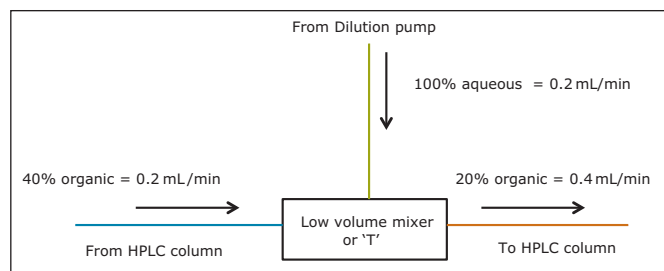 From Dilution pump
100% aqueous = 0.2 mL/min
40% organic = 0.2 mL/min
20% organic = 0.4 mL/min
Low volume mixer
or ‘T’
From HPLC column
To HPLC column